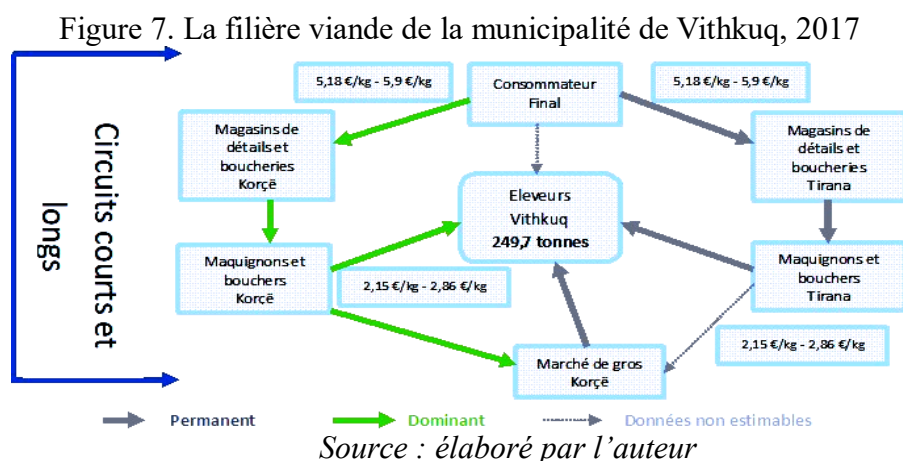 Figure 7. La filière viande de la municipalité de Vithkuq, 2017
5,18 €/kg - 5,9 €/kg
Consommateur
Final
5,18 €/kg - 5,9 €/kg
Magasins de
détails et
boucheries
Korçë
Magasins de
détails et
boucheries
Tirana
Circuits courts et
longs
Eleveurs
Vithkuq
249,7 tonnes
Maquignons et
bouchers
Korçë
2,15 €/kg - 2,86 €/kg
Maquignons et
bouchers
Tirana
2,15 €/kg - 2,86 €/kg
Marché de gros
Korçë
Permanent
Dominant
Données non estimables
Source : élaboré par l'auteur